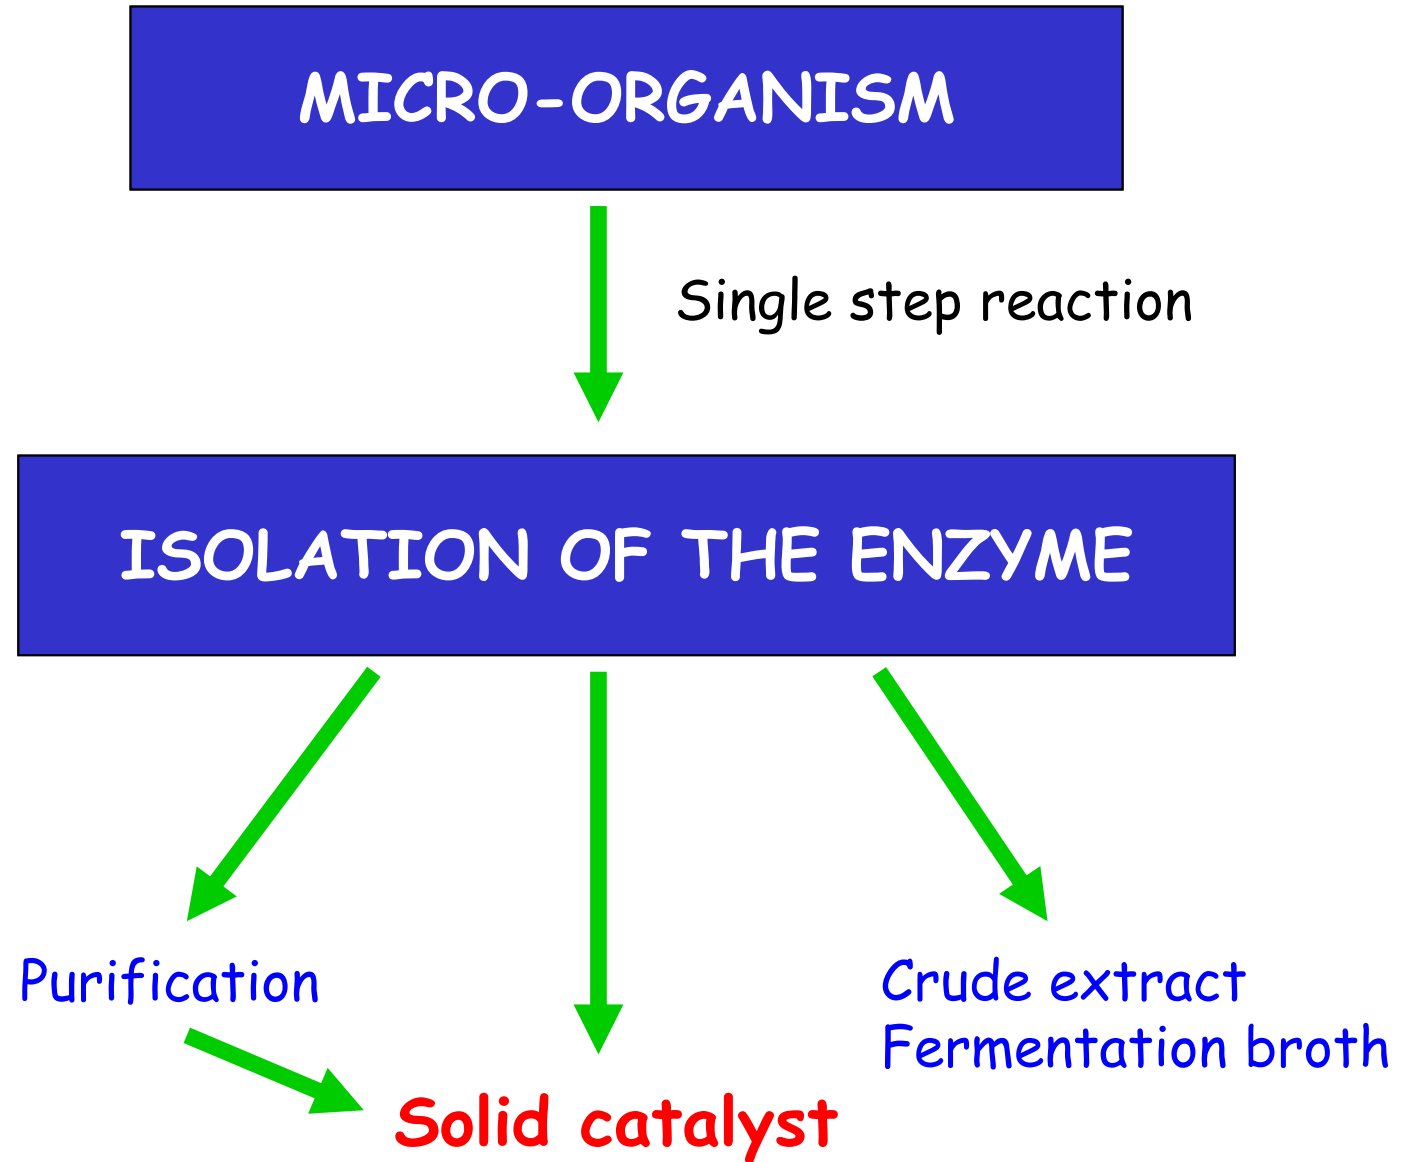 MICRO-ORGANISM
Single step reaction
ISOLATION OF THE ENZYME
Purification
Crude extract
Fermentation broth
Solid catalyst